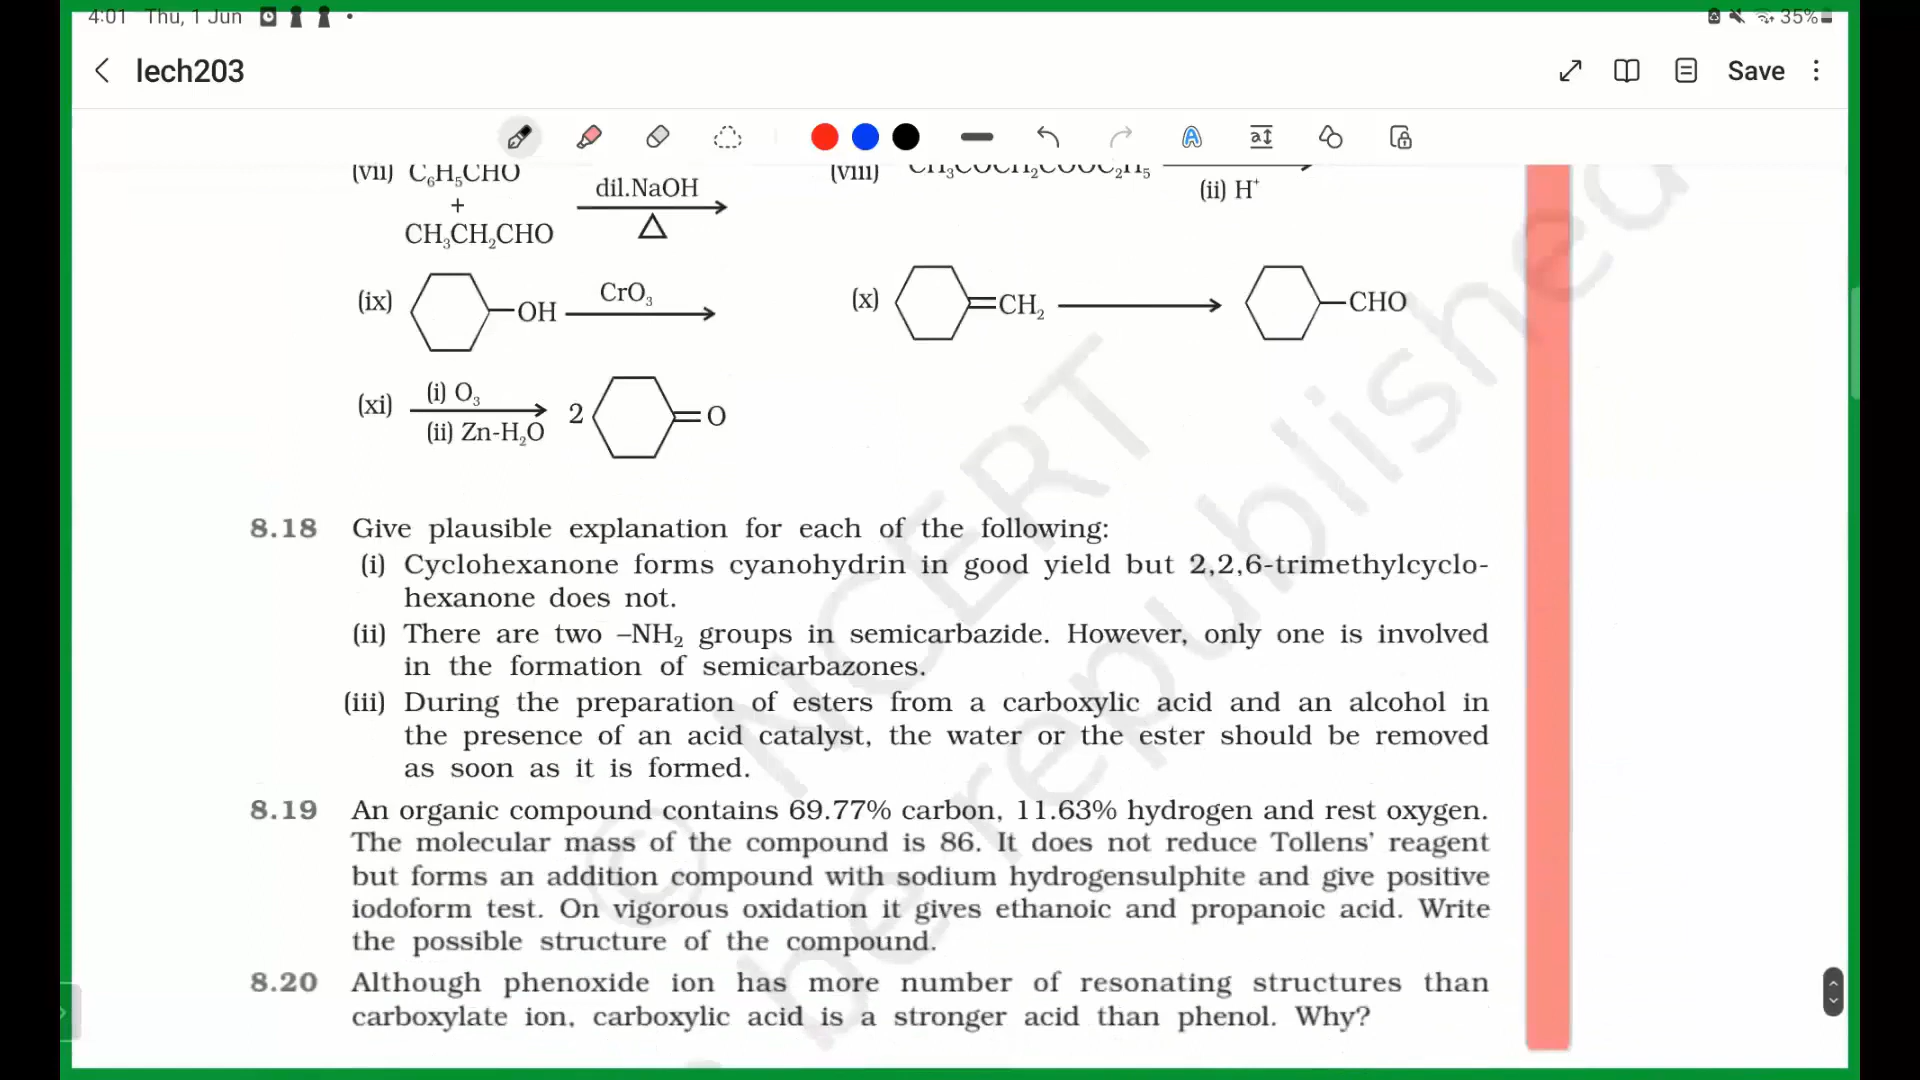 4:01 Thu, 1 Jun
35%
lech203
Save
(vii) C₆H₅CHO
+
CH₃CH₂CHO
dil.NaOH
△
(viii) CH₃COCH₂COOC₂H₅
(ii) H⁺
(ix)
OH
CrO₃
(x)
=CH₂
CHO
(xi) (i) O₃
(ii) Zn-H₂O
2
=O
8.18 Give plausible explanation for each of the following:
(i) Cyclohexanone forms cyanohydrin in good yield but 2,2,6-trimethylcyclo-
hexanone does not.
(ii) There are two –NH₂ groups in semicarbazide. However, only one is involved
in the formation of semicarbazones.
(iii) During the preparation of esters from a carboxylic acid and an alcohol in
the presence of an acid catalyst, the water or the ester should be removed
as soon as it is formed.
8.19 An organic compound contains 69.77% carbon, 11.63% hydrogen and rest oxygen.
The molecular mass of the compound is 86. It does not reduce Tollens’ reagent
but forms an addition compound with sodium hydrogensulphite and give positive
iodoform test. On vigorous oxidation it gives ethanoic and propanoic acid. Write
the possible structure of the compound.
8.20 Although phenoxide ion has more number of resonating structures than
carboxylate ion, carboxylic acid is a stronger acid than phenol. Why?
© NCERT
be republished